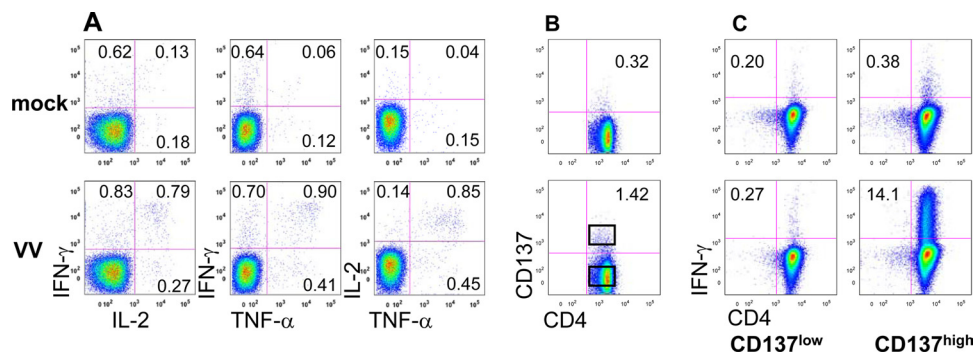 A
B
C
mock
0.62 0.13
0.18
0.64 0.06
0.12
0.15 0.04
0.15
0.32
0.20
0.38
VV
0.83 0.79
0.27
0.70 0.90
0.41
0.14 0.85
0.45
1.42
0.27
14.1
IFN-γ
IFN-γ
IL-2
CD137
IFN-γ
IL-2
TNF-α
TNF-α
CD4
CD4
CD137low
CD137high